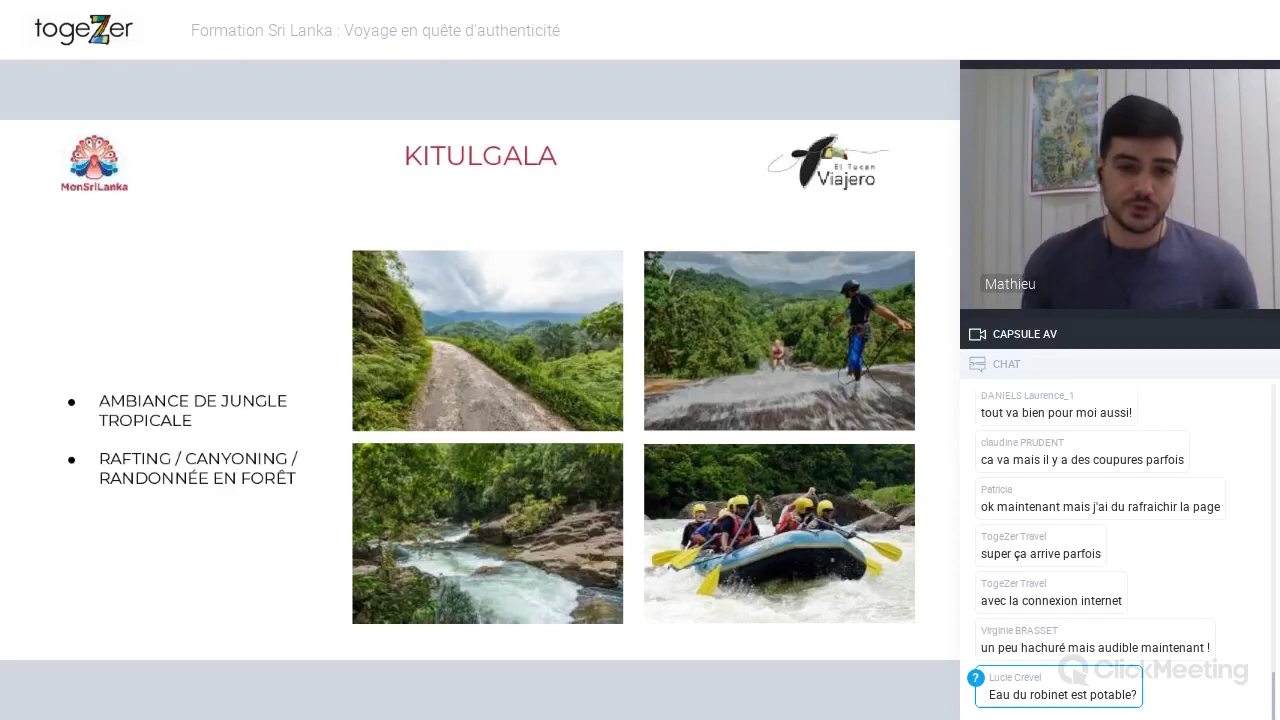 togeZer
Formation Sri Lanka : Voyage en quête d'authenticité
MonSriLanka
KITULGALA
El Tucan
Viajero
AMBIANCE DE JUNGLE
TROPICALE
RAFTING / CANYONING /
RANDONNÉE EN FORÊT
Mathieu
CAPSULE AV
CHAT
DANIELS Laurence_1
tout va bien pour moi aussi!
claudine PRUDENT
ca va mais il y a des coupures parfois
Patricia
ok maintenant mais j'ai du rafraichir la page
TogeZer Travel
super ça arrive parfois
TogeZer Travel
avec la connexion internet
Virginie BRASSET
un peu hachuré mais audible maintenant !
ClickMeeting
?
Lucie Crevel
Eau du robinet est potable?